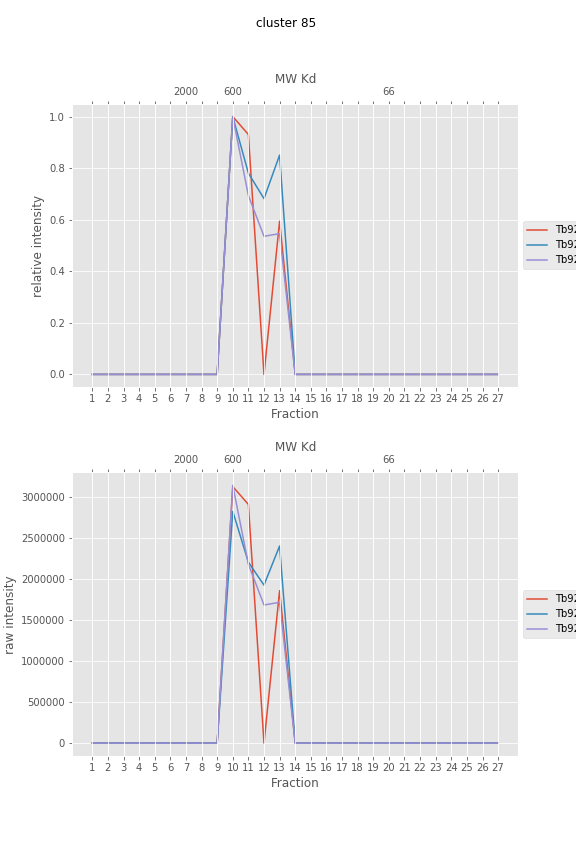 cluster 85
MW Kd
2000 600 66
1.0
0.8
0.6
0.4
0.2
0.0
relative intensity
Tb92
Tb92
Tb92
1 2 3 4 5 6 7 8 9 10 11 12 13 14 15 16 17 18 19 20 21 22 23 24 25 26 27
Fraction
MW Kd
2000 600 66
3000000
2500000
2000000
1500000
1000000
500000
0
raw intensity
Tb92
Tb92
Tb92
1 2 3 4 5 6 7 8 9 10 11 12 13 14 15 16 17 18 19 20 21 22 23 24 25 26 27
Fraction